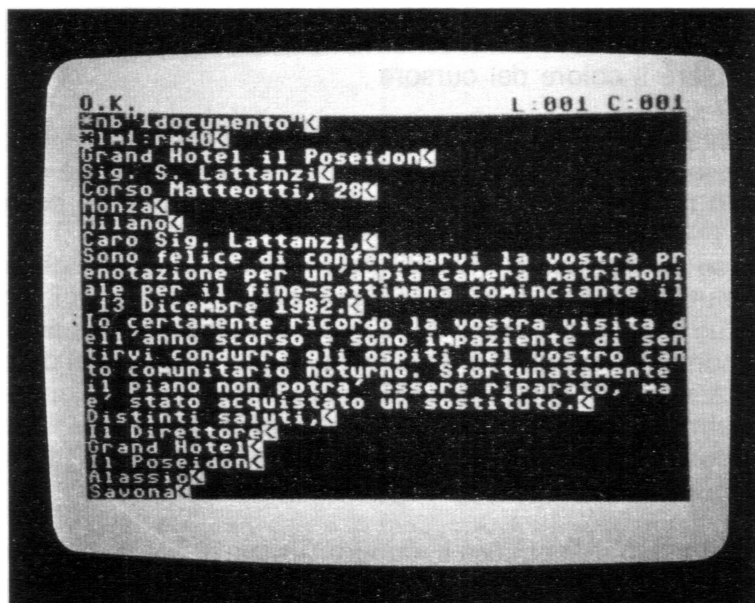 O.K. L:001 C:001
*nb"1documento"<
*lm1:rm40<
Grand Hotel il Poseidon<
Sig. S. Lattanzi<
Corso Matteotti, 28<
Monza<
Milano<
Caro Sig. Lattanzi,<
Sono felice di confermmarvi la vostra pr
enotazione per un'ampia camera matrimoni
ale per il fine-settimana cominciante il
13 Dicembre 1982.<
Io certamente ricordo la vostra visita d
ell'anno scorso e sono impaziente di sen
tirvi condurre gli ospiti nel vostro can
to comunitario noturno. Sfortunatamente
il piano non potra' essere riparato, ma
e' stato acquistato un sostituto.<
Distinti saluti,<
Il Direttore<
Grand Hotel<
Il Poseidon<
Alassio<
Savona<